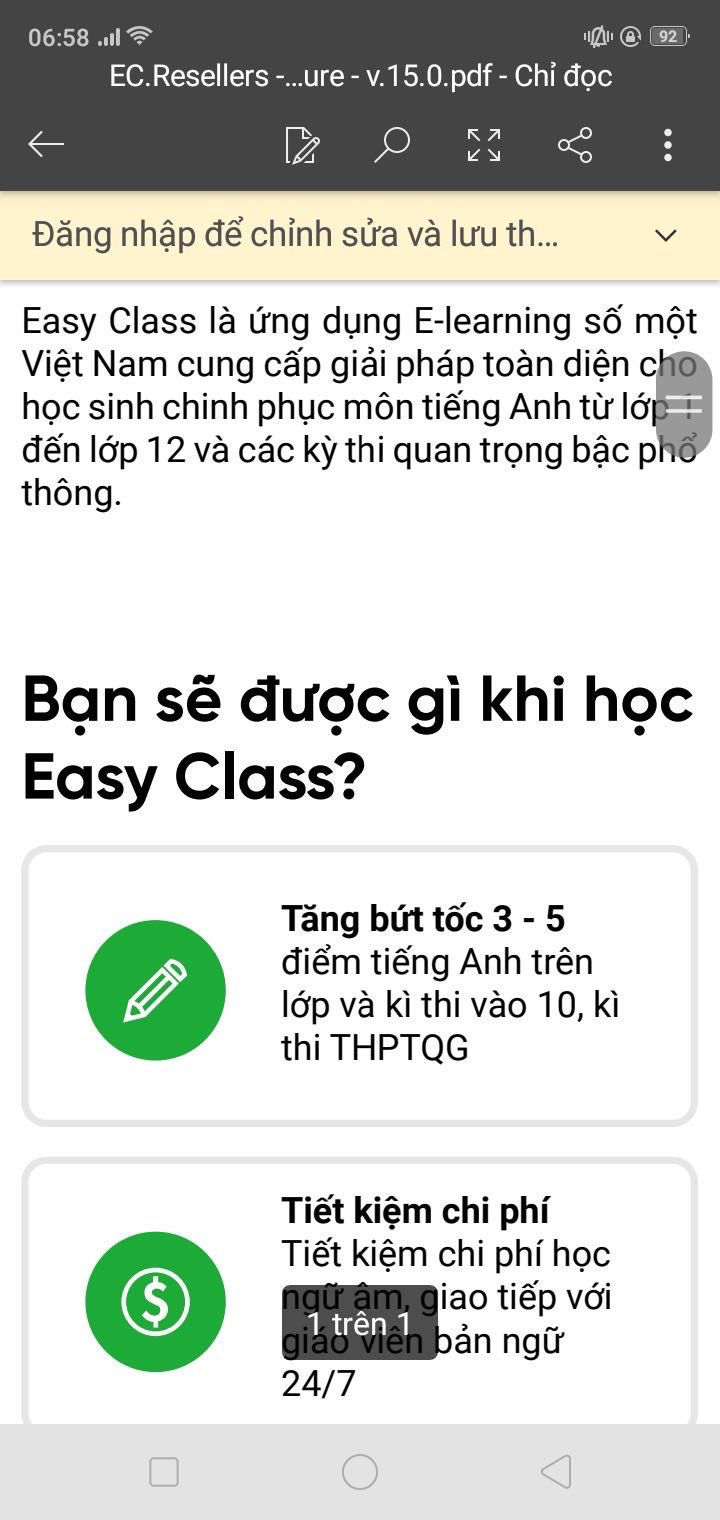 06:58
92
EC.Resellers -...ure - v.15.0.pdf - Chỉ đọc
Đăng nhập để chỉnh sửa và lưu th...
Easy Class là ứng dụng E-learning số một
Việt Nam cung cấp giải pháp toàn diện cho
học sinh chinh phục môn tiếng Anh từ lớp 1
đến lớp 12 và các kỳ thi quan trọng bậc phổ
thông.
Bạn sẽ được gì khi học
Easy Class?
Tăng bứt tốc 3 - 5
điểm tiếng Anh trên
lớp và kì thi vào 10, kì
thi THPTQG
Tiết kiệm chi phí
Tiết kiệm chi phí học
ngữ âm, giao tiếp với
1 trên 1
giáo viên bản ngữ
24/7